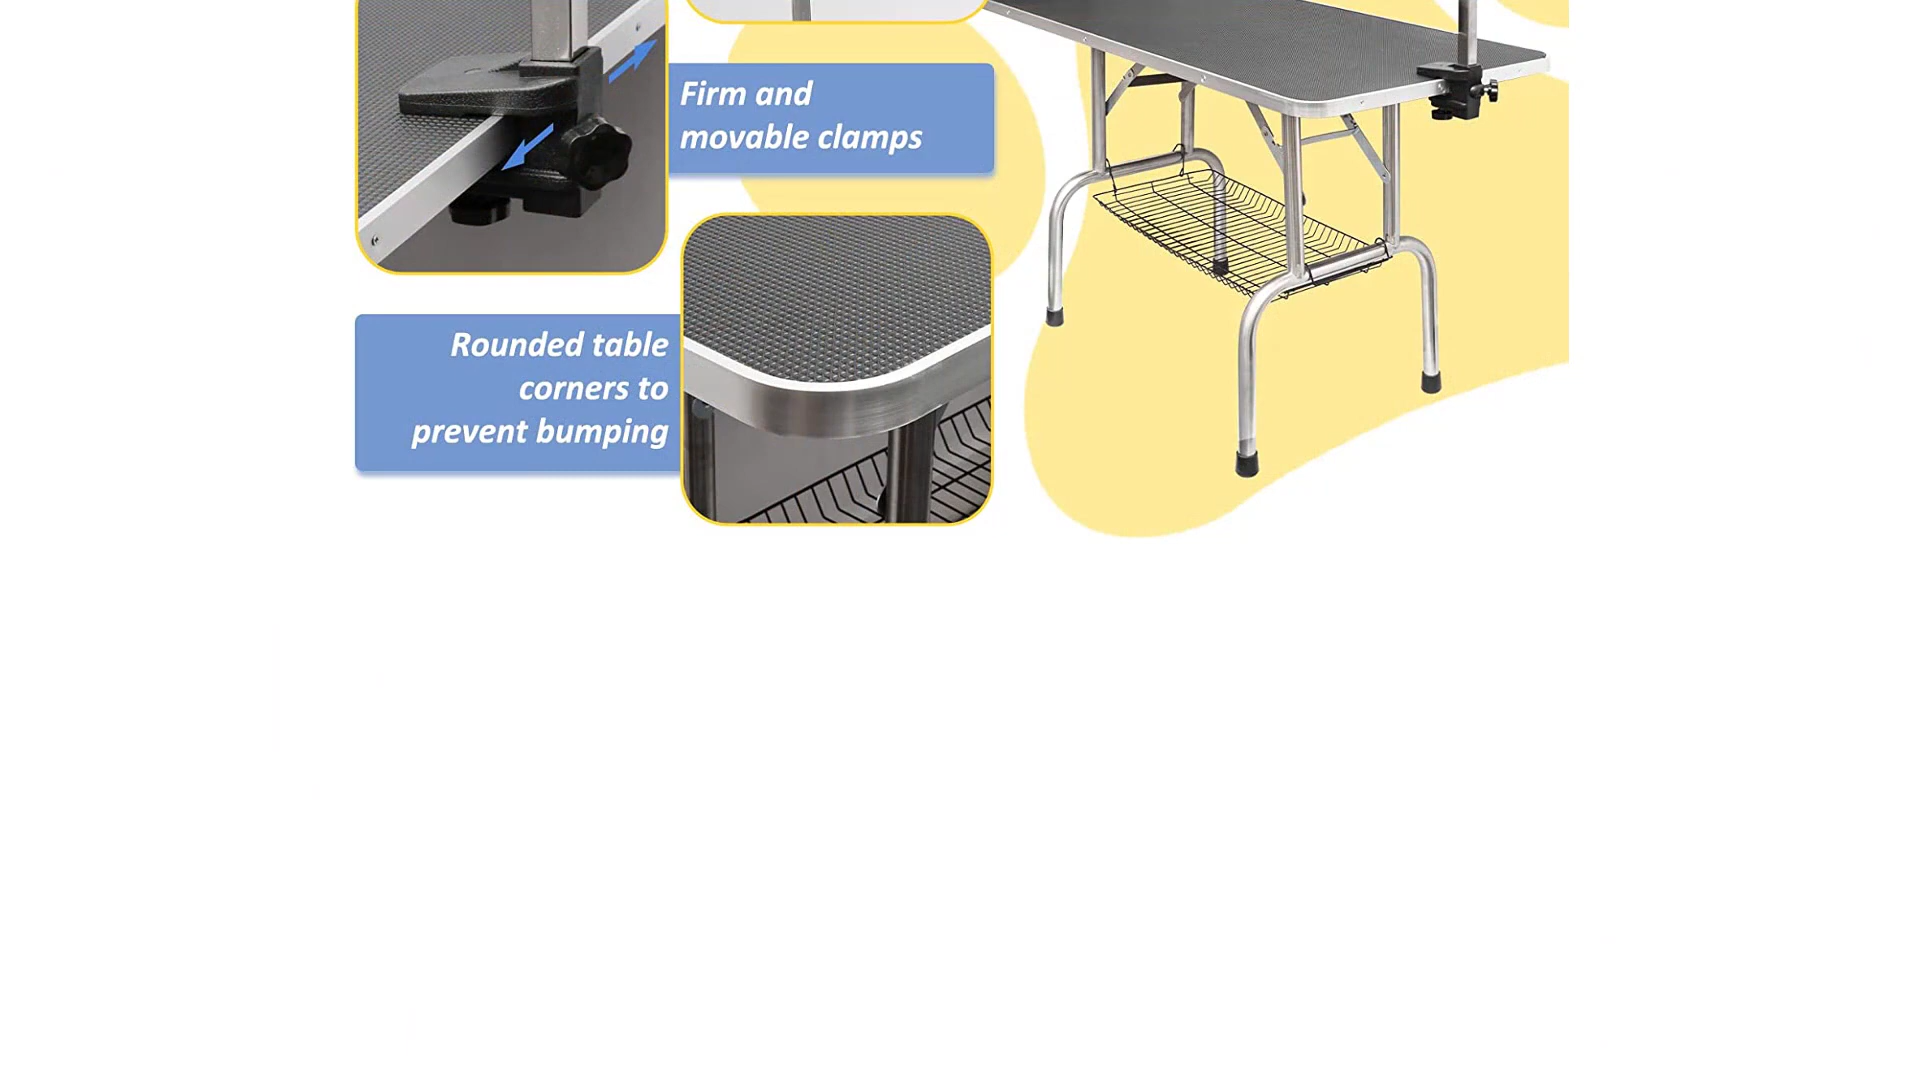 Firm and
movable clamps
Rounded table
corners to
prevent bumping